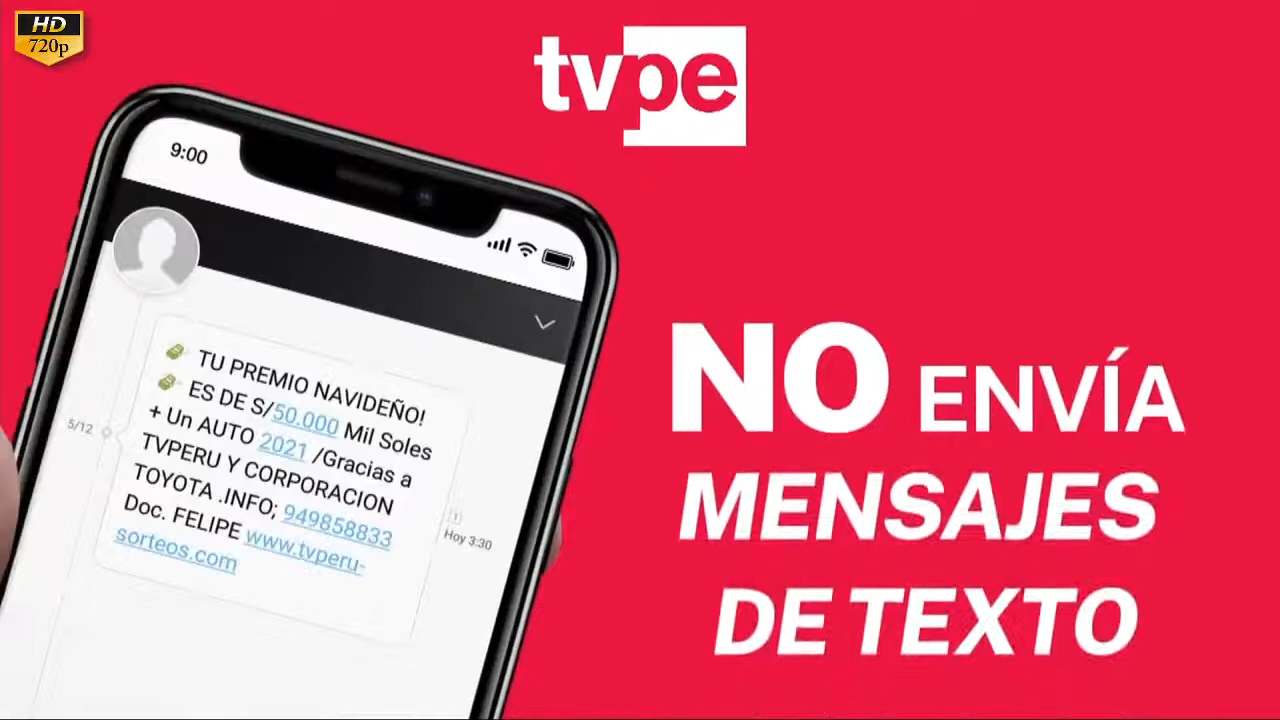 HD
720p
tvpe
9:00
TU PREMIO NAVIDEÑO!
ES DE S/50.000 Mil Soles
+ Un AUTO 2021 /Gracias a
TVPERU Y CORPORACION
TOYOTA .INFO; 949858833
Doc. FELIPE www.tvperu-
sorteos.com
5/12
1
Hoy 3:30
NO ENVÍA
MENSAJES
DE TEXTO